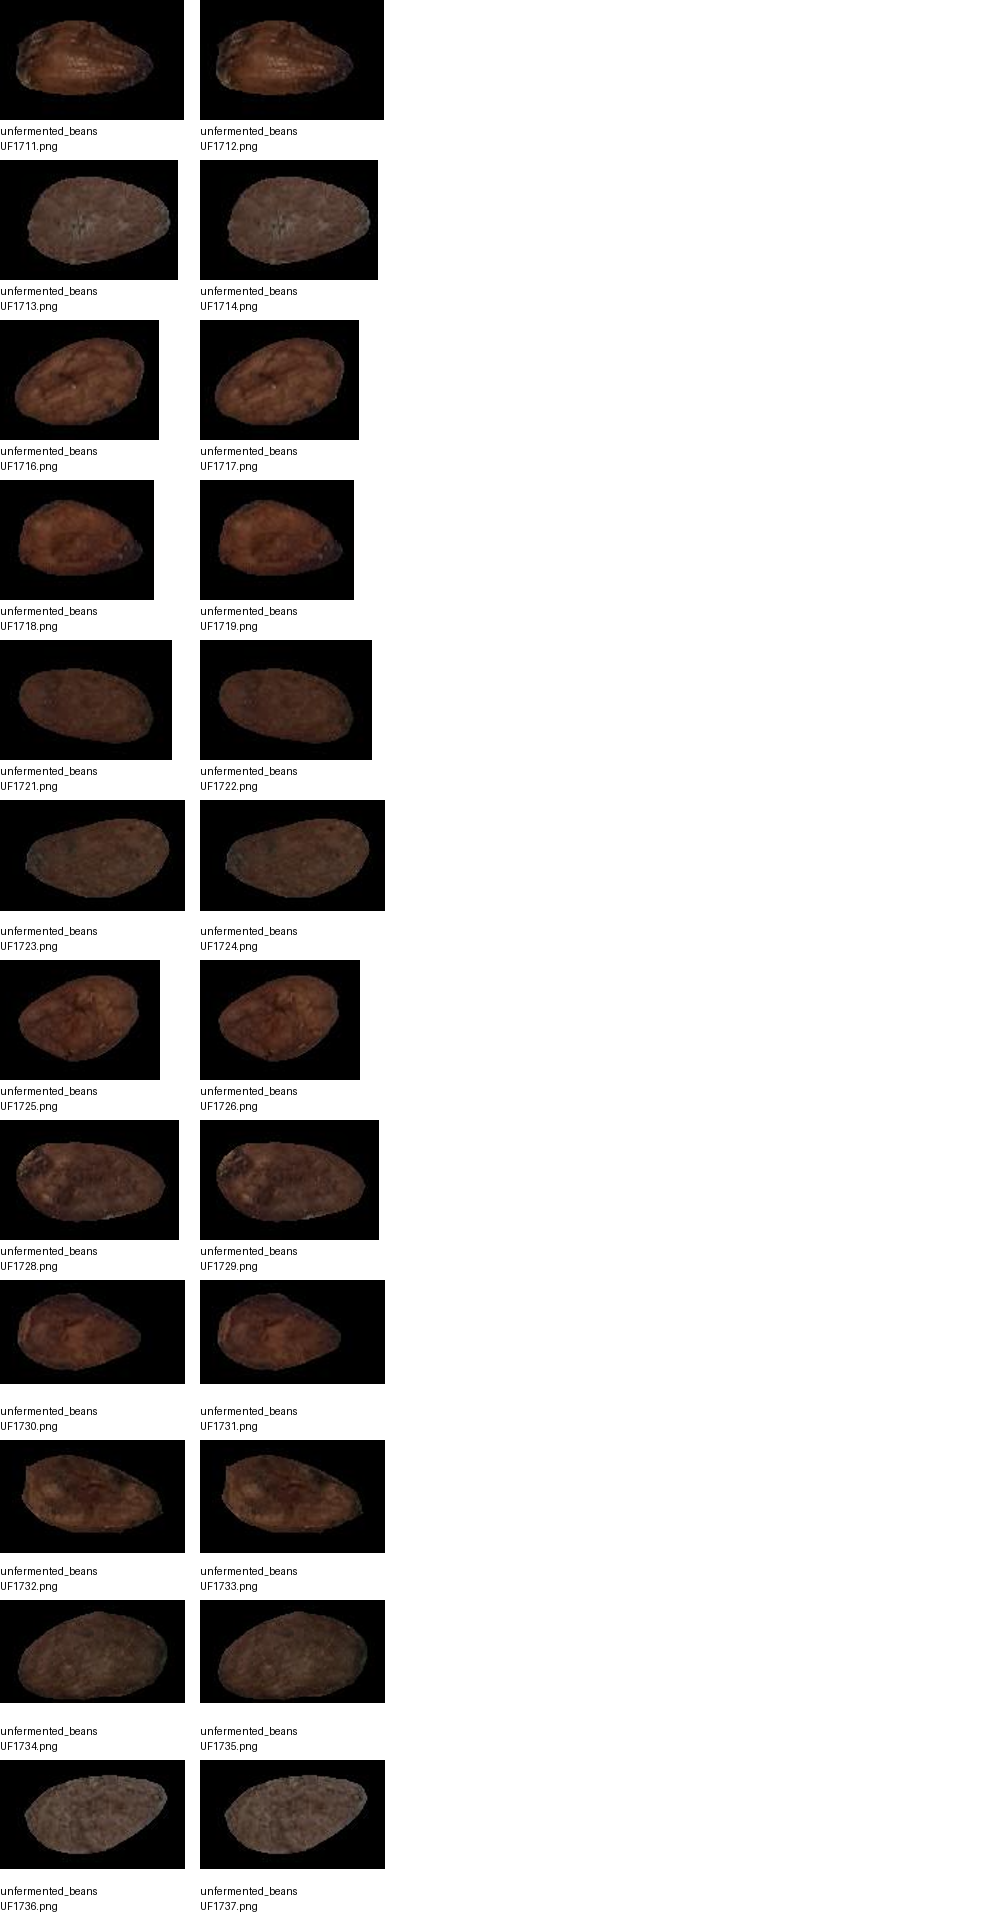 unfermented_beans unfermented_beans
UF1711.png UF1712.png
unfermented_beans unfermented_beans
UF1713.png UF1714.png
unfermented_beans unfermented_beans
UF1716.png UF1717.png
unfermented_beans unfermented_beans
UF1718.png UF1719.png
unfermented_beans unfermented_beans
UF1721.png UF1722.png
unfermented_beans unfermented_beans
UF1723.png UF1724.png
unfermented_beans unfermented_beans
UF1725.png UF1726.png
unfermented_beans unfermented_beans
UF1728.png UF1729.png
unfermented_beans unfermented_beans
UF1730.png UF1731.png
unfermented_beans unfermented_beans
UF1732.png UF1733.png
unfermented_beans unfermented_beans
UF1734.png UF1735.png
unfermented_beans unfermented_beans
UF1736.png UF1737.png